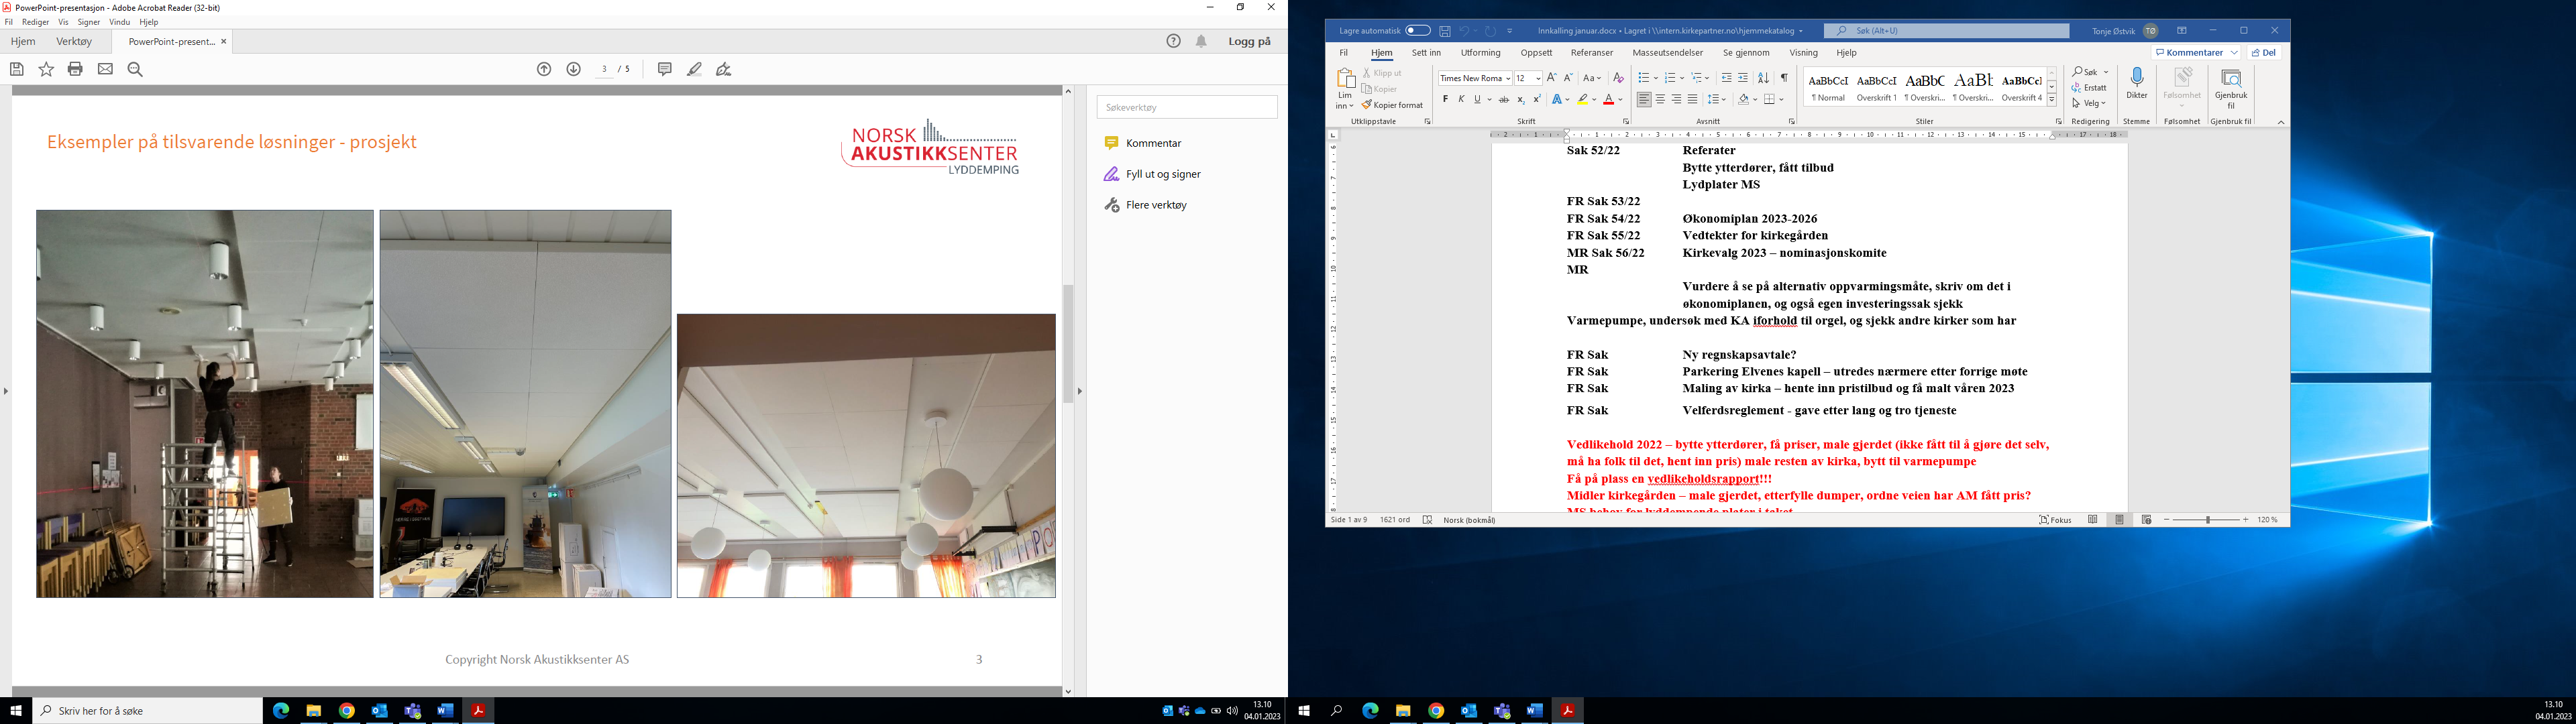 PowerPoint-presentasjon - Adobe Acrobat Reader (32-bit)
Fil Rediger Vis Signer Vindu Hjelp
Hjem Verktøy PowerPoint-present... × Logg på
3 / 5
Eksempler på tilsvarende løsninger - prosjekt
NORSK
AKUSTIKKSENTER
LYDDEMPING
Copyright Norsk Akustikksenter AS 3
Søkeverktøy
Kommentar
Fyll ut og signer
Flere verktøy
Skriv her for å søke
13.10
04.01.2023
Lagre automatisk Innkalling januar.docx • Lagret i \\intern.kirkepartner.no\hjemmekatalog Søk (Alt+U) Tonje Østvik TØ
Fil Hjem Sett inn Utforming Oppsett Referanser Masseutsendelser Se gjennom Visning Hjelp Kommentarer Del
Lim inn Klipp ut Kopier Kopier format
Times New Roma 12
F K U
AaBbCcI AaBbCcI AaBbC AaBt AaBbCcI
¶ Normal Overskrift 1 ¶ Overskri... ¶ Overskri... Overskrift 4
Søk Erstatt Velg
Dikter Følsomhet Gjenbruk fil
Utklippstavle Skrift Avsnitt Stiler Redigering Stemme Følsomhet Gjenbruk fil
Sak 52/22 Referater
Bytte ytterdører, fått tilbud
Lydplater MS
FR Sak 53/22
FR Sak 54/22 Økonomiplan 2023-2026
FR Sak 55/22 Vedtekter for kirkegården
MR Sak 56/22 Kirkevalg 2023 – nominasjonskomite
MR
Vurdere å se på alternativ oppvarmingsmåte, skriv om det i
økonomiplanen, og også egen investeringssak sjekk
Varmepumpe, undersøk med KA iforhold til orgel, og sjekk andre kirker som har
FR Sak Ny regnskapsavtale?
FR Sak Parkering Elvenes kapell – utredes nærmere etter forrige møte
FR Sak Maling av kirka – hente inn pristilbud og få malt våren 2023
FR Sak Velferdsreglement - gave etter lang og tro tjeneste
Vedlikehold 2022 – bytte ytterdører, få priser, male gjerdet (ikke fått til å gjøre det selv,
må ha folk til det, hent inn pris) male resten av kirka, bytt til varmepumpe
Få på plass en vedlikeholdsrapport!!!
Midler kirkegården – male gjerdet, etterfylle dumper, ordne veien har AM fått pris?
MS behov for lyddempende plater i taket
Side 1 av 9 1621 ord Norsk (bokmål) Fokus 120 %
13.10
04.01.2023